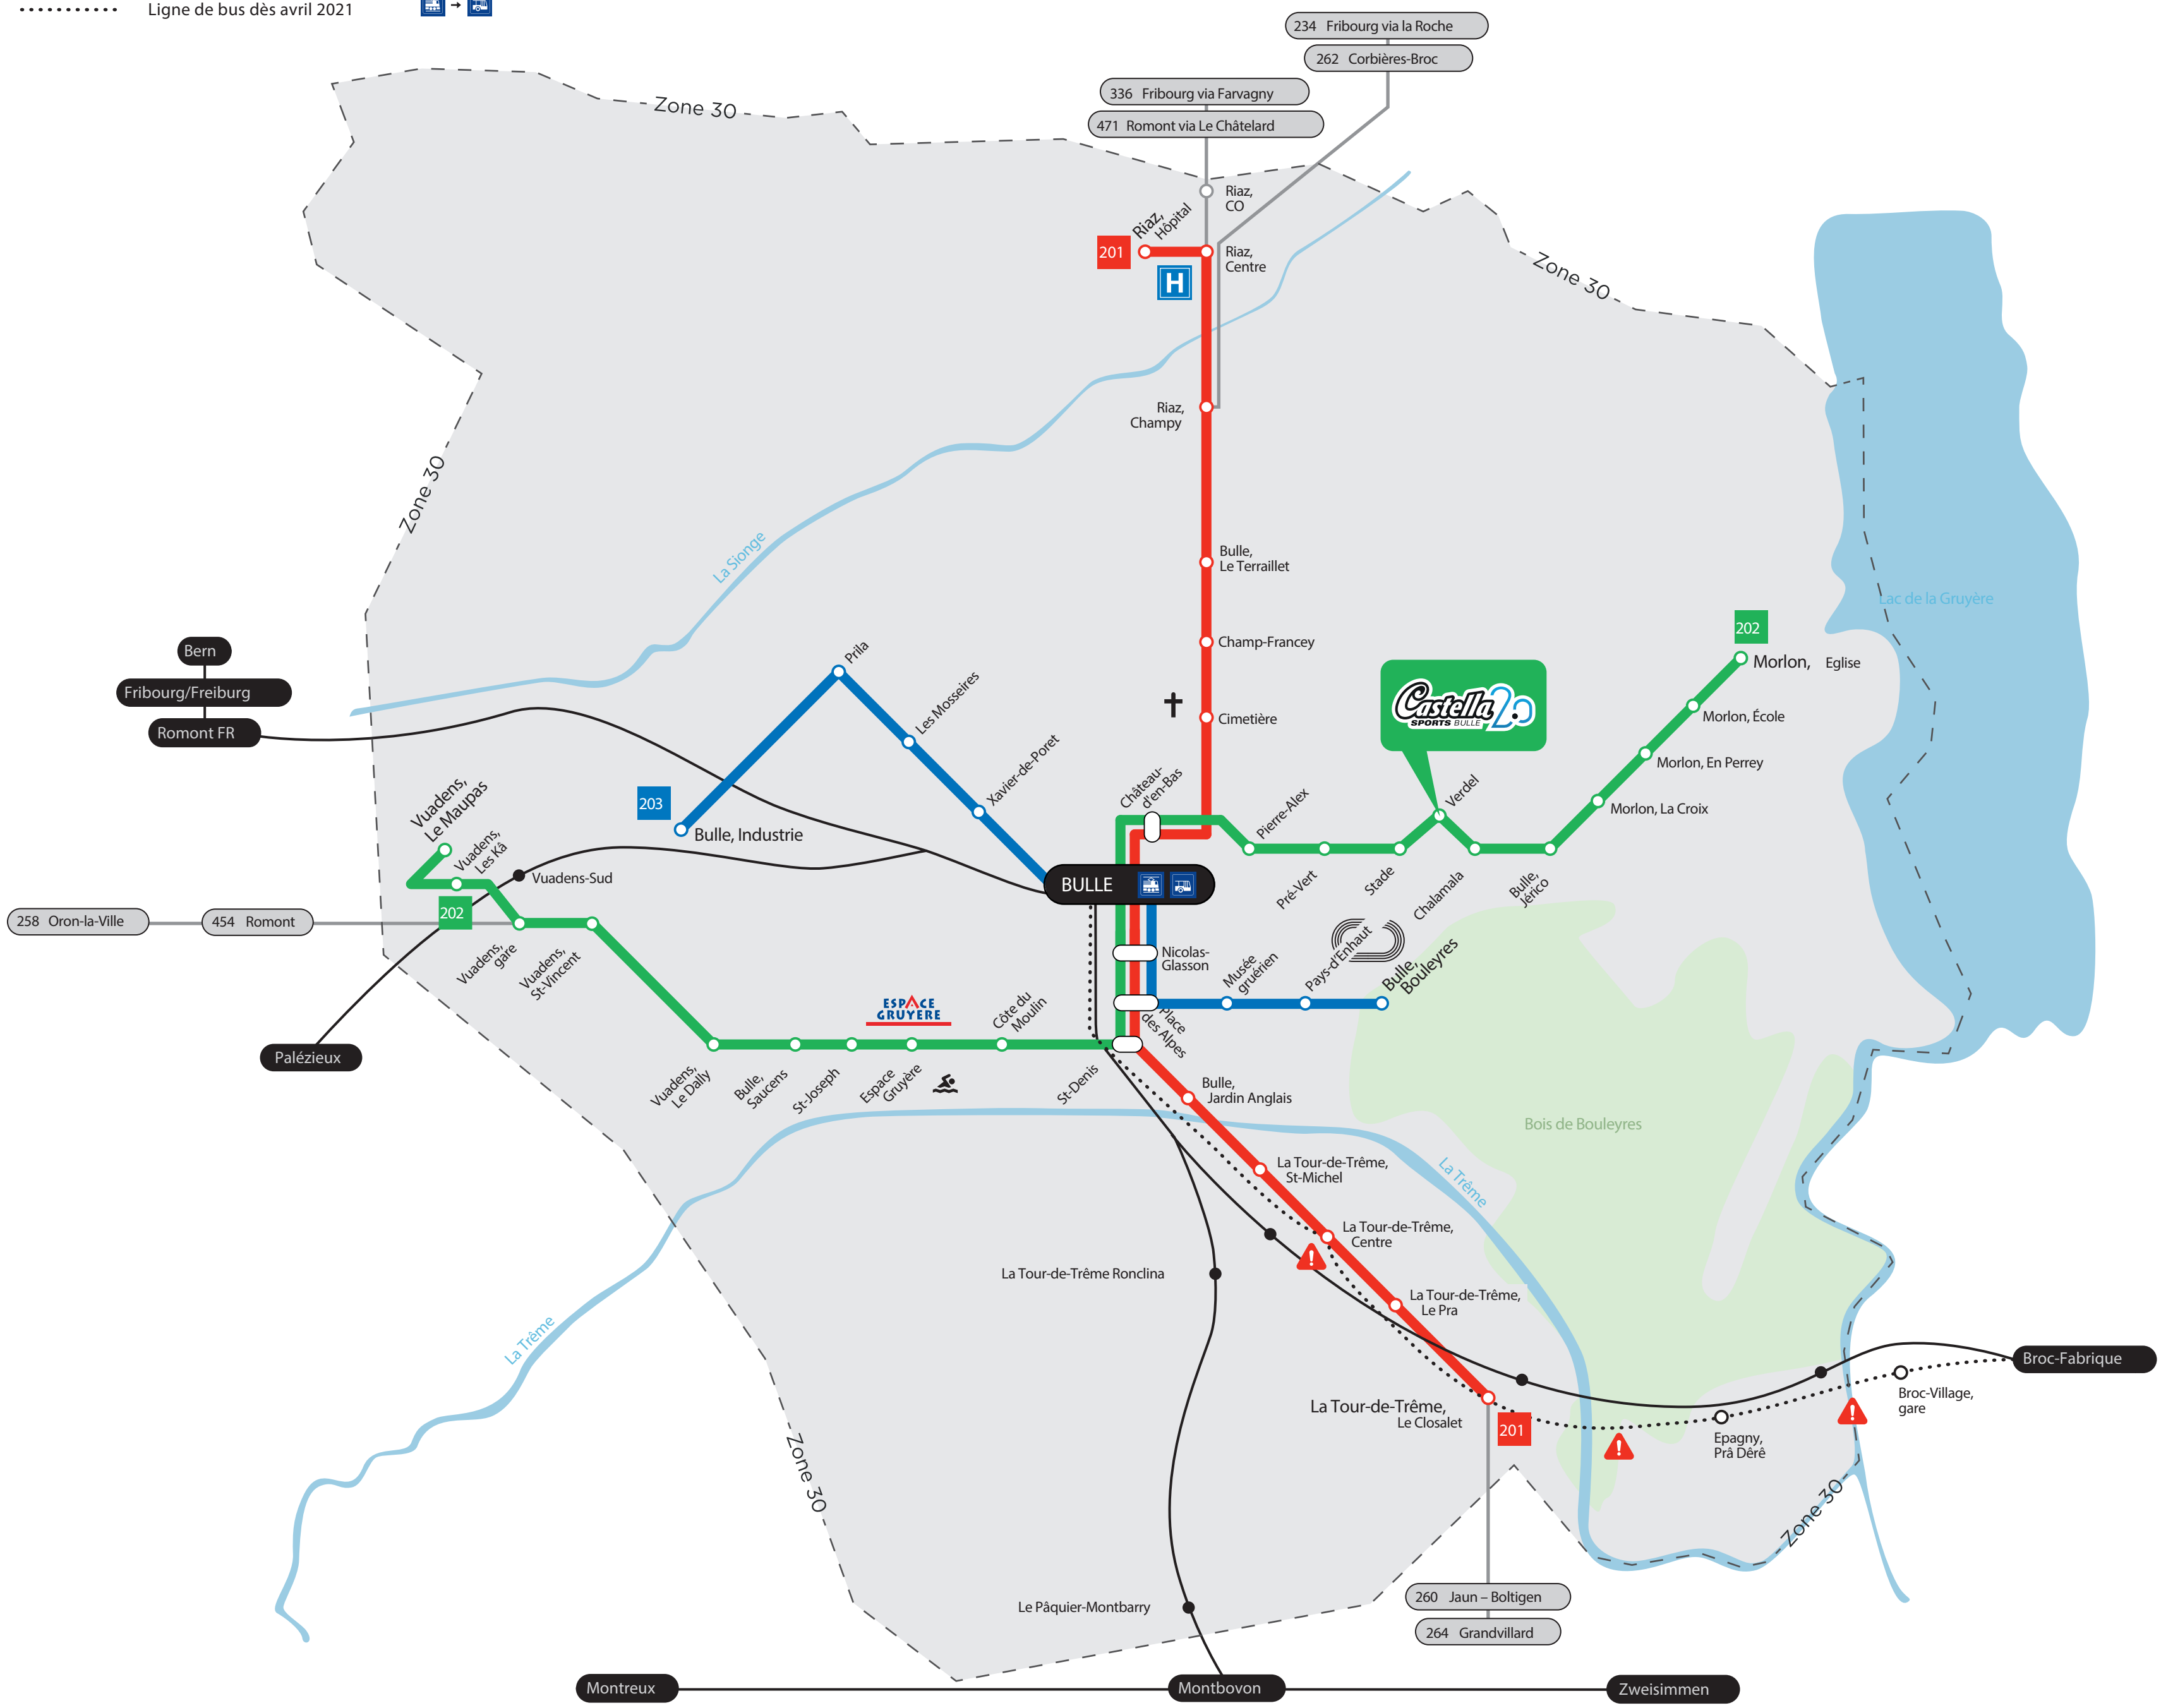 Ligne de bus dès avril 2021
234 Fribourg via la Roche
262 Corbières-Broc
336 Fribourg via Farvagny
471 Romont via Le Châtelard
Zone 30
Riaz,
CO
Riaz,
Hôpital
201
H
Riaz,
Centre
Zone 30
Riaz,
Champy
Zone 30
La Sionge
Bulle,
Le Terraillet
Lac de la Gruyère
Champ-Francey
Cimetière
202
Morlon, Eglise
Morlon, École
Morlon, En Perrey
Morlon, La Croix
Castella 2.0
SPORTS BULLE
Verdel
Bern
Fribourg/Freiburg
Romont FR
Prila
Les Mosseires
Xavier-de-Poret
203
Bulle, Industrie
Château-
d'en-Bas
Pierre-Alex
Pré-Vert
Stade
Chalamala
Bulle,
Jérico
Vuadens,
Le Maupas
Vuadens,
Les Kâ
Vuadens-Sud
BULLE
202
258 Oron-la-Ville
454 Romont
Vuadens,
gare
Vuadens,
St-Vincent
Nicolas-
Glasson
Musée
gruérien
Pays-d'Enhaut
Bulle,
Bouleyres
Place
des Alpes
ESPACE
GRUYERE
Côte du
Moulin
Palézieux
Vuadens,
Le Dally
Bulle,
Saucens
St-Joseph
Espace
Gruyère
St-Denis
Bulle,
Jardin Anglais
Bois de Bouleyres
La Tour-de-Trême,
St-Michel
La Trême
La Tour-de-Trême,
Centre
La Tour-de-Trême Ronclina
La Tour-de-Trême,
Le Pra
La Trême
Broc-Fabrique
La Tour-de-Trême,
Le Closalet
201
Broc-Village,
gare
Epagny,
Prâ Dêrê
Zone 30
Zone 30
260 Jaun – Boltigen
264 Grandvillard
Le Pâquier-Montbarry
Montreux
Montbovon
Zweisimmen